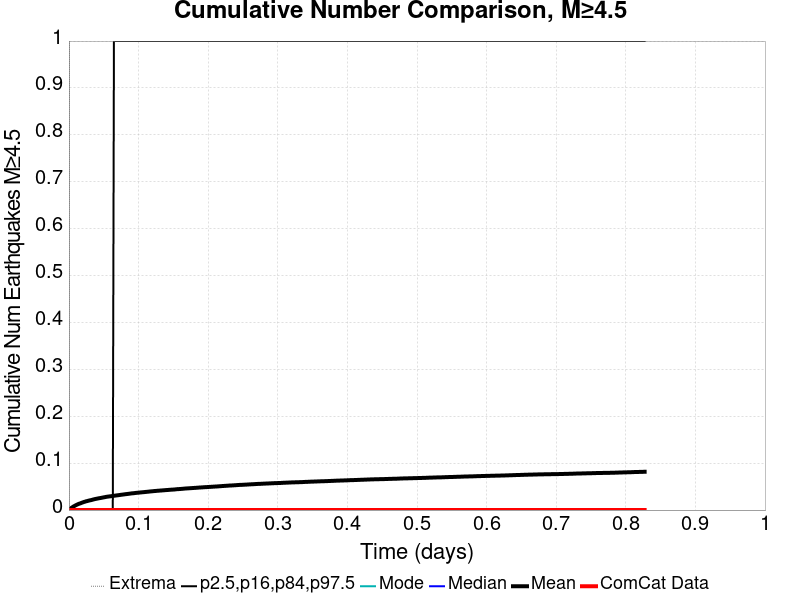 Cumulative Number Comparison, M≥4.5
Cumulative Num Earthquakes M≥4.5
1
0.9
0.8
0.7
0.6
0.5
0.4
0.3
0.2
0.1
0
0 0.1 0.2 0.3 0.4 0.5 0.6 0.7 0.8 0.9 1
Time (days)
Extrema p2.5,p16,p84,p97.5 Mode Median Mean ComCat Data